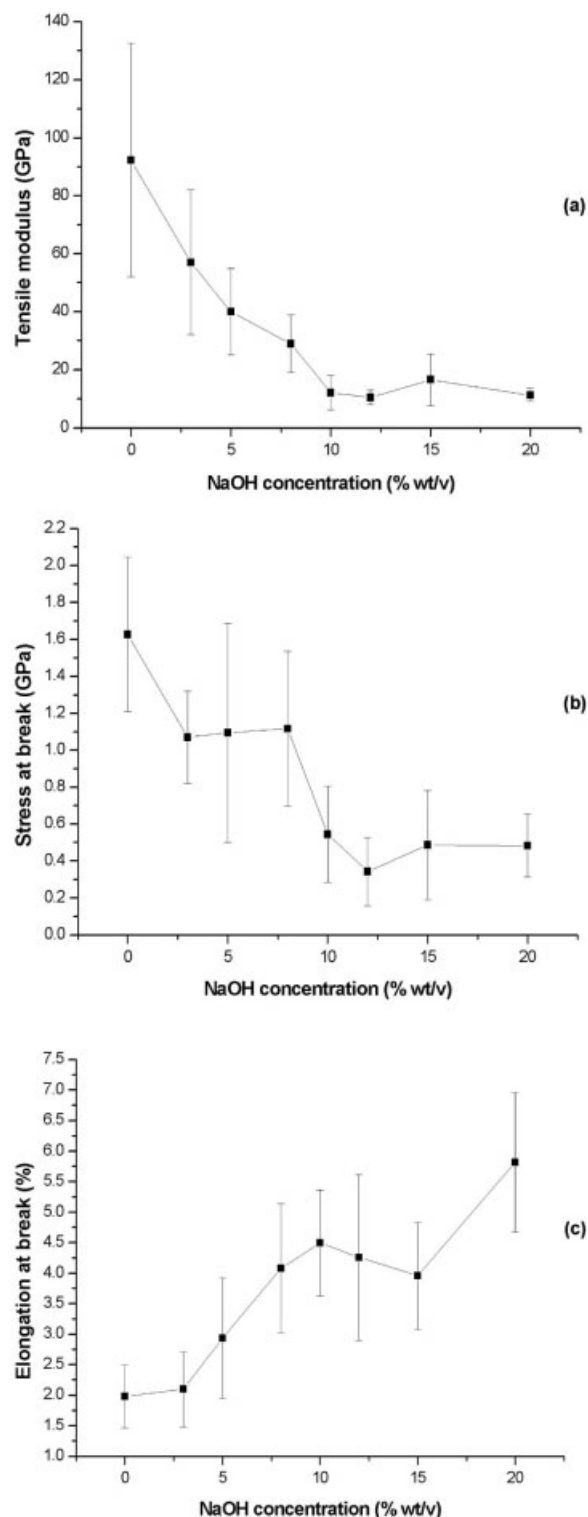 140
120
100
80
60
40
20
0
Tensile modulus (GPa)
(a)
0 5 10 15 20
NaOH concentration (% wt/v)
2.2
2.0
1.8
1.6
1.4
1.2
1.0
0.8
0.6
0.4
0.2
0.0
Stress at break (GPa)
(b)
0 5 10 15 20
NaOH concentration (% wt/v)
7.5
7.0
6.5
6.0
5.5
5.0
4.5
4.0
3.5
3.0
2.5
2.0
1.5
1.0
Elongation at break (%)
(c)
0 5 10 15 20
NaOH concentration (% wt/v)